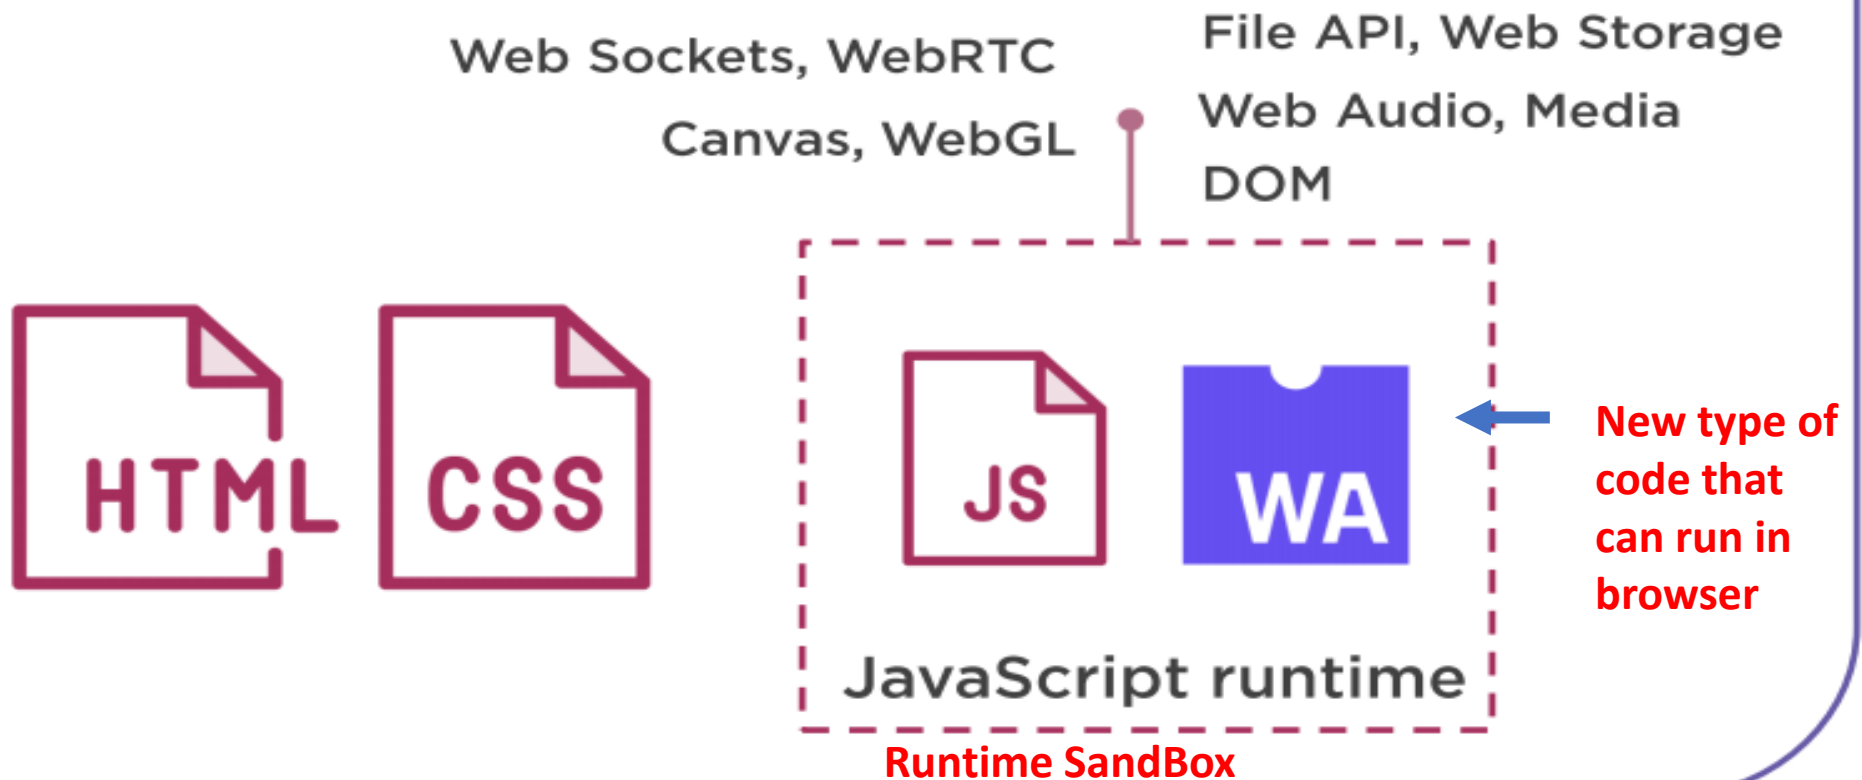 Web Sockets, WebRTC
Canvas, WebGL
File API, Web Storage
Web Audio, Media
DOM
HTML
CSS
JS
WA
New type of
code that
can run in
browser
JavaScript runtime
Runtime SandBox